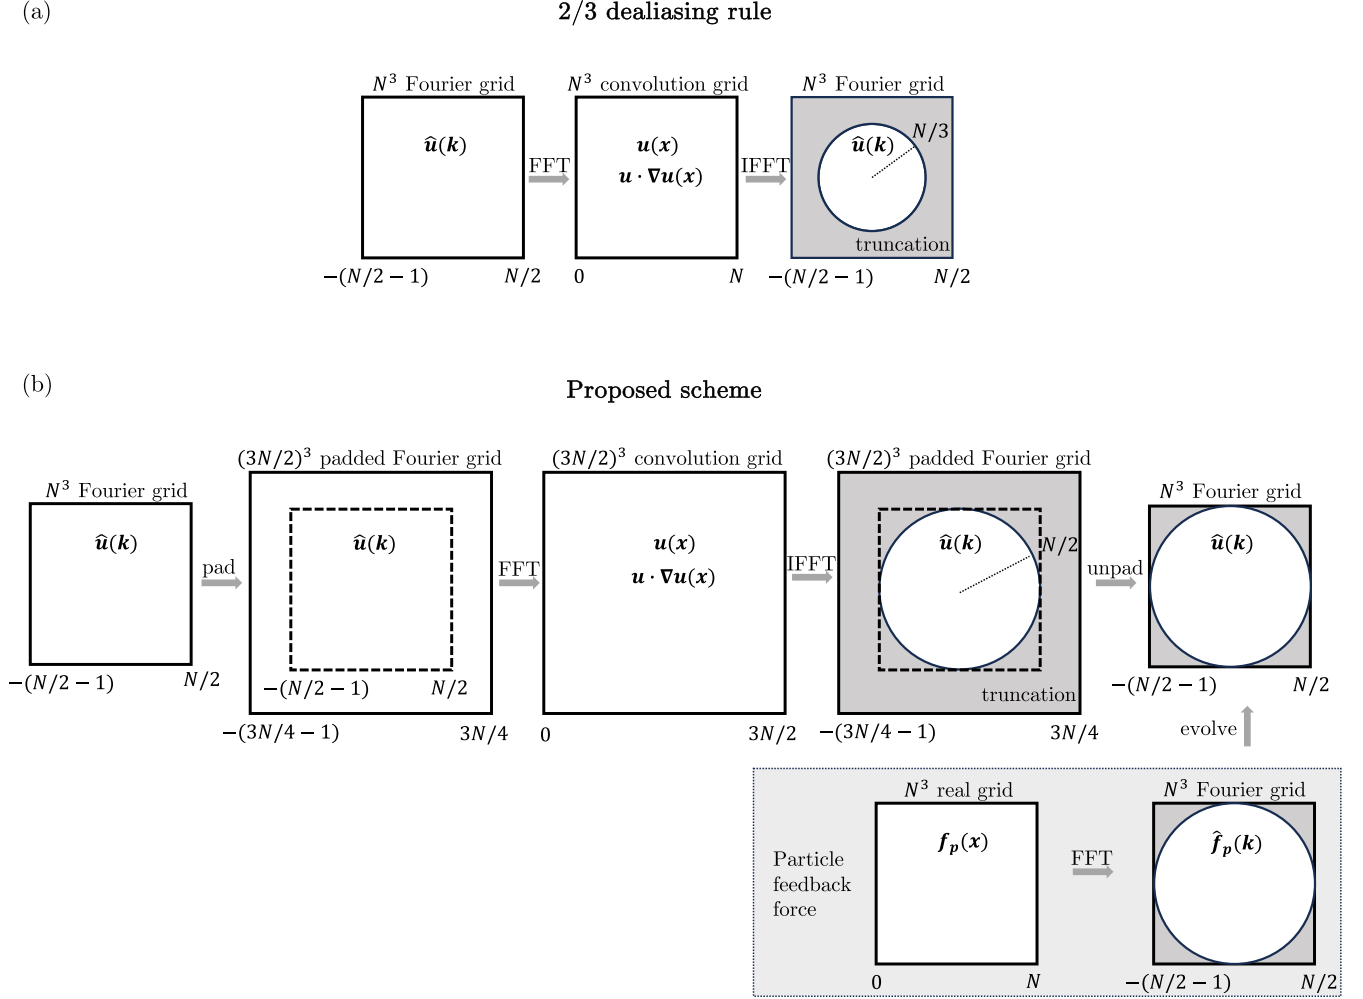 (a)
2/3 dealiasing rule
N³ Fourier grid
N³ convolution grid
N³ Fourier grid
û(k)
FFT
u(x)
u · ∇u(x)
IFFT
û(k)
N/3
truncation
−(N/2 − 1)
N/2
0
N
−(N/2 − 1)
N/2
(b)
Proposed scheme
N³ Fourier grid
û(k)
−(N/2 − 1)
N/2
pad
(3N/2)³ padded Fourier grid
û(k)
−(N/2 − 1)
N/2
−(3N/4 − 1)
3N/4
FFT
(3N/2)³ convolution grid
u(x)
u · ∇u(x)
0
3N/2
IFFT
(3N/2)³ padded Fourier grid
û(k)
N/2
truncation
−(3N/4 − 1)
3N/4
unpad
N³ Fourier grid
û(k)
−(N/2 − 1)
N/2
evolve
Particle
feedback
force
N³ real grid
fₚ(x)
0
N
FFT
N³ Fourier grid
f̂ₚ(k)
−(N/2 − 1)
N/2